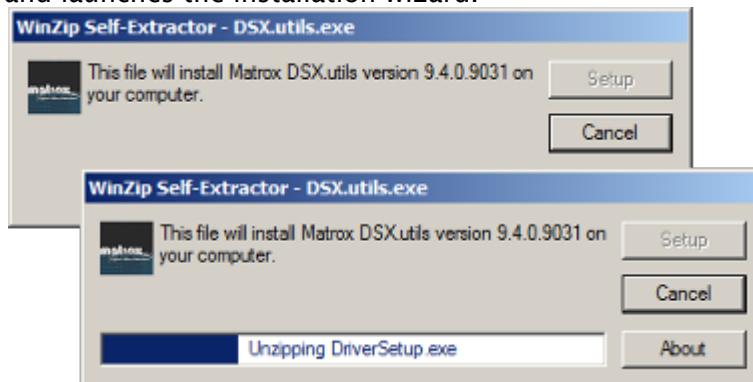 and launches the installation wizard.
WinZip Self-Extractor - DSX.utils.exe
This file will install Matrox DSX.utils version 9.4.0.9031 on
your computer.
Setup
Cancel
matrox
WinZip Self-Extractor - DSX.utils.exe
This file will install Matrox DSX.utils version 9.4.0.9031 on
your computer.
Setup
Cancel
matrox
Unzipping DriverSetup.exe
About